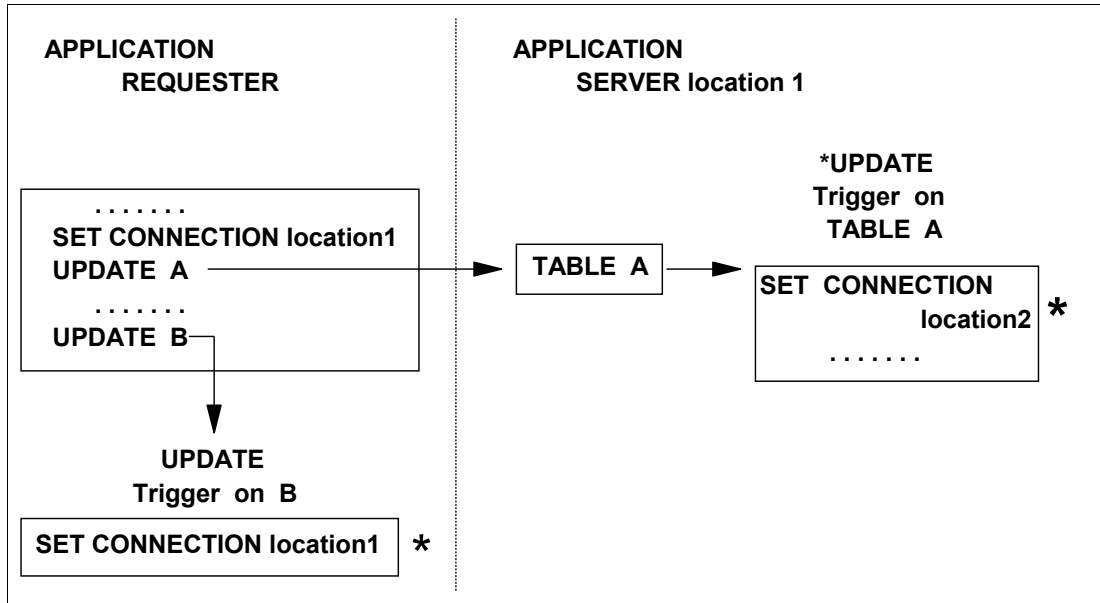 APPLICATION
REQUESTER
.......
SET CONNECTION location1
UPDATE A
.......
UPDATE B
UPDATE
Trigger on B
SET CONNECTION location1 *
APPLICATION
SERVER location 1
TABLE A
*UPDATE
Trigger on
TABLE A
SET CONNECTION
location2 *
.......